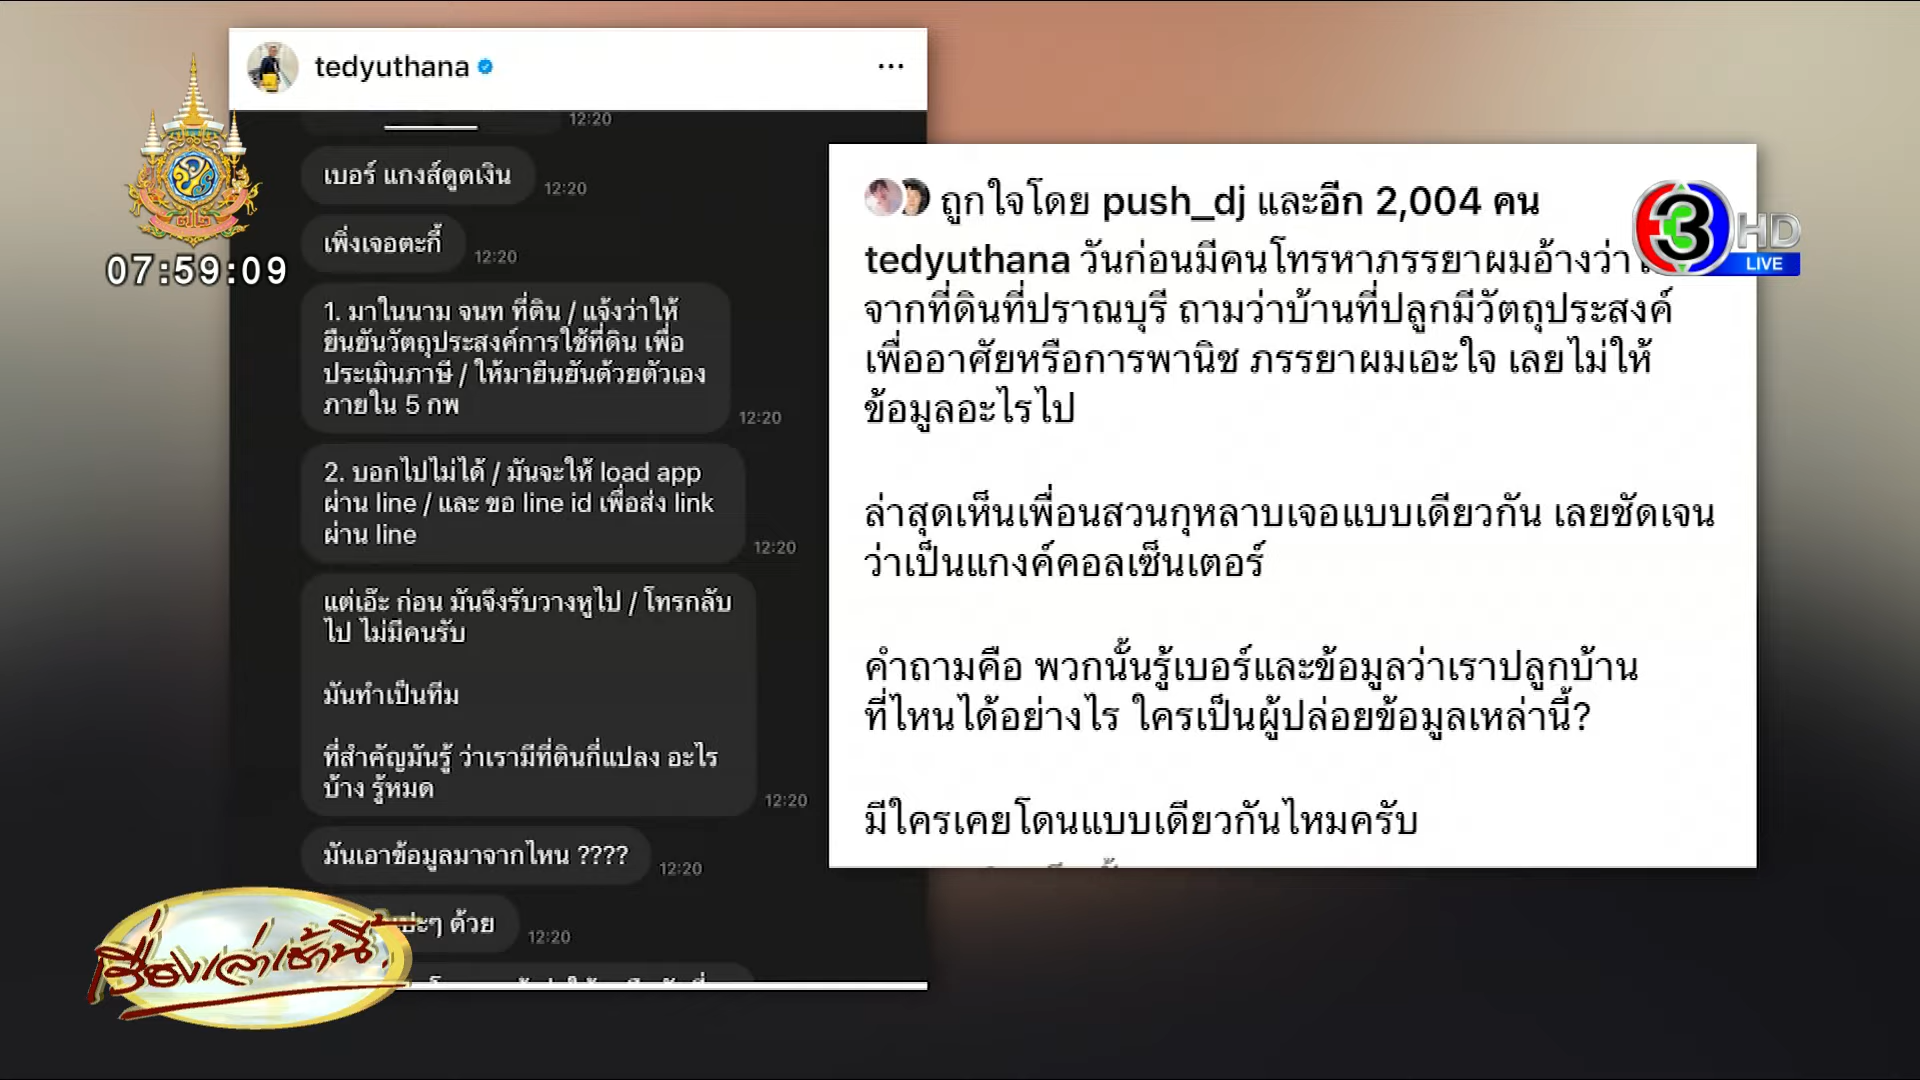 tedyuthana
12:20
เบอร์ แกงส์ดูดเงิน
12:20
เพิ่งเจอตะกี้
12:20
1. มาในนาม จนท ที่ดิน / แจ้งว่าให้
ยืนยันวัตถุประสงค์การใช้ที่ดิน เพื่อ
ประเมินภาษี / ให้มายืนยันด้วยตัวเอง
ภายใน 5 กพ
12:20
2. บอกไปไม่ได้ / มันจะให้ load app
ผ่าน line / และ ขอ line id เพื่อส่ง link
ผ่าน line
12:20
แต่เอ๊ะ ก่อน มันจึงรับวางหูไป / โทรกลับ
ไป ไม่มีคนรับ
มันทำเป็นทีม
ที่สำคัญมันรู้ ว่าเรามีที่ดินกี่แปลง อะไร
บ้าง รู้หมด
12:20
มันเอาข้อมูลมาจากไหน ????
12:20
ด้วย
12:20
ถูกใจโดย push_dj และอีก 2,004 คน
tedyuthana วันก่อนมีคนโทรหาภรรยาผมอ้างว่า
จากที่ดินที่ปราณบุรี ถามว่าบ้านที่ปลูกมีวัตถุประสงค์
เพื่ออาศัยหรือการพานิช ภรรยาผมเอะใจ เลยไม่ให้
ข้อมูลอะไรไป
ล่าสุดเห็นเพื่อนสวนกุหลาบเจอแบบเดียวกัน เลยชัดเจน
ว่าเป็นแกงค์คอลเซ็นเตอร์
คำถามคือ พวกนั้นรู้เบอร์และข้อมูลว่าเราปลูกบ้าน
ที่ไหนได้อย่างไร ใครเป็นผู้ปล่อยข้อมูลเหล่านี้?
มีใครเคยโดนแบบเดียวกันไหมครับ
07:59:09
3 HD
LIVE
เรื่องเล่าเช้านี้